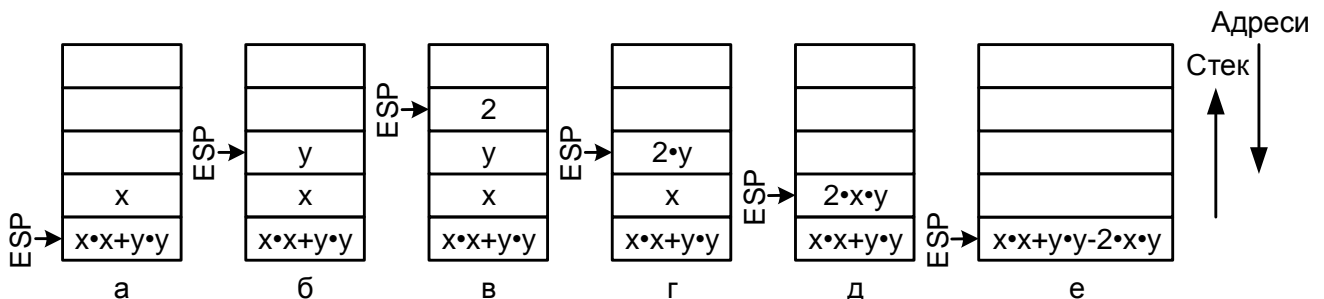 Адреси
Стек
ESP x x•x+y•y
ESP y x x•x+y•y
ESP 2 y x x•x+y•y
ESP 2•y x x•x+y•y
ESP 2•x•y x•x+y•y
ESP x•x+y•y-2•x•y
а б в г д е